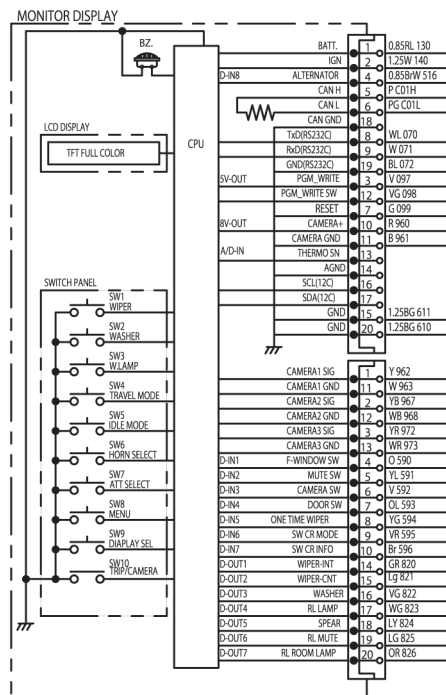 MONITOR DISPLAY
BZ.
LCD DISPLAY
TFT FULL COLOR
CPU
SWITCH PANEL
SW1
WIPER
SW2
WASHER
SW3
W.LAMP
SW4
TRAVEL MODE
SW5
IDLE MODE
SW6
HORN SELECT
SW7
ATT SELECT
SW8
MENU
SW9
DIAPLAY SEL
SW10
TRIP/CAMERA
BATT. 1 0.85RL 130
IGN 2 1.25W 140
D-IN8 ALTERNATOR 4 0.85BrW 516
CAN H 5 P C01H
CAN L 6 PG C01L
CAN GND 18
TxD(RS232C) 8 WL 070
RxD(RS232C) 9 W 071
GND(RS232C) 19 BL 072
5V-OUT PGM_WRITE 3 V 097
PGM_WRITE SW 12 VG 098
RESET 7 G 099
8V-OUT CAMERA+ 10 R 960
CAMERA GND 11 B 961
A/D-IN THERMO SN 13
AGND 14
SCL(12C) 16
SDA(12C) 17
GND 15 1.25BG 611
GND 20 1.25BG 610
CAMERA1 SIG 1 Y 962
CAMERA1 GND 11 W 963
CAMERA2 SIG 2 YB 967
CAMERA2 GND 12 WB 968
CAMERA3 SIG 3 YR 972
CAMERA3 GND 13 WR 973
D-IN1 F-WINDOW SW 4 O 590
D-IN2 MUTE SW 5 YL 591
D-IN3 CAMERA SW 6 V 592
D-IN4 DOOR SW 7 OL 593
D-IN5 ONE TIME WIPER 8 YG 594
D-IN6 SW CR MODE 9 VR 595
D-IN7 SW CR INFO 10 Br 596
D-OUT1 WIPER-INT 14 GR 820
D-OUT2 WIPER-CNT 15 Lg 821
D-OUT3 WASHER 16 VG 822
D-OUT4 RL LAMP 17 WG 823
D-OUT5 SPEAR 18 LY 824
D-OUT6 RL MUTE 19 LG 825
D-OUT7 RL ROOM LAMP 20 OR 826